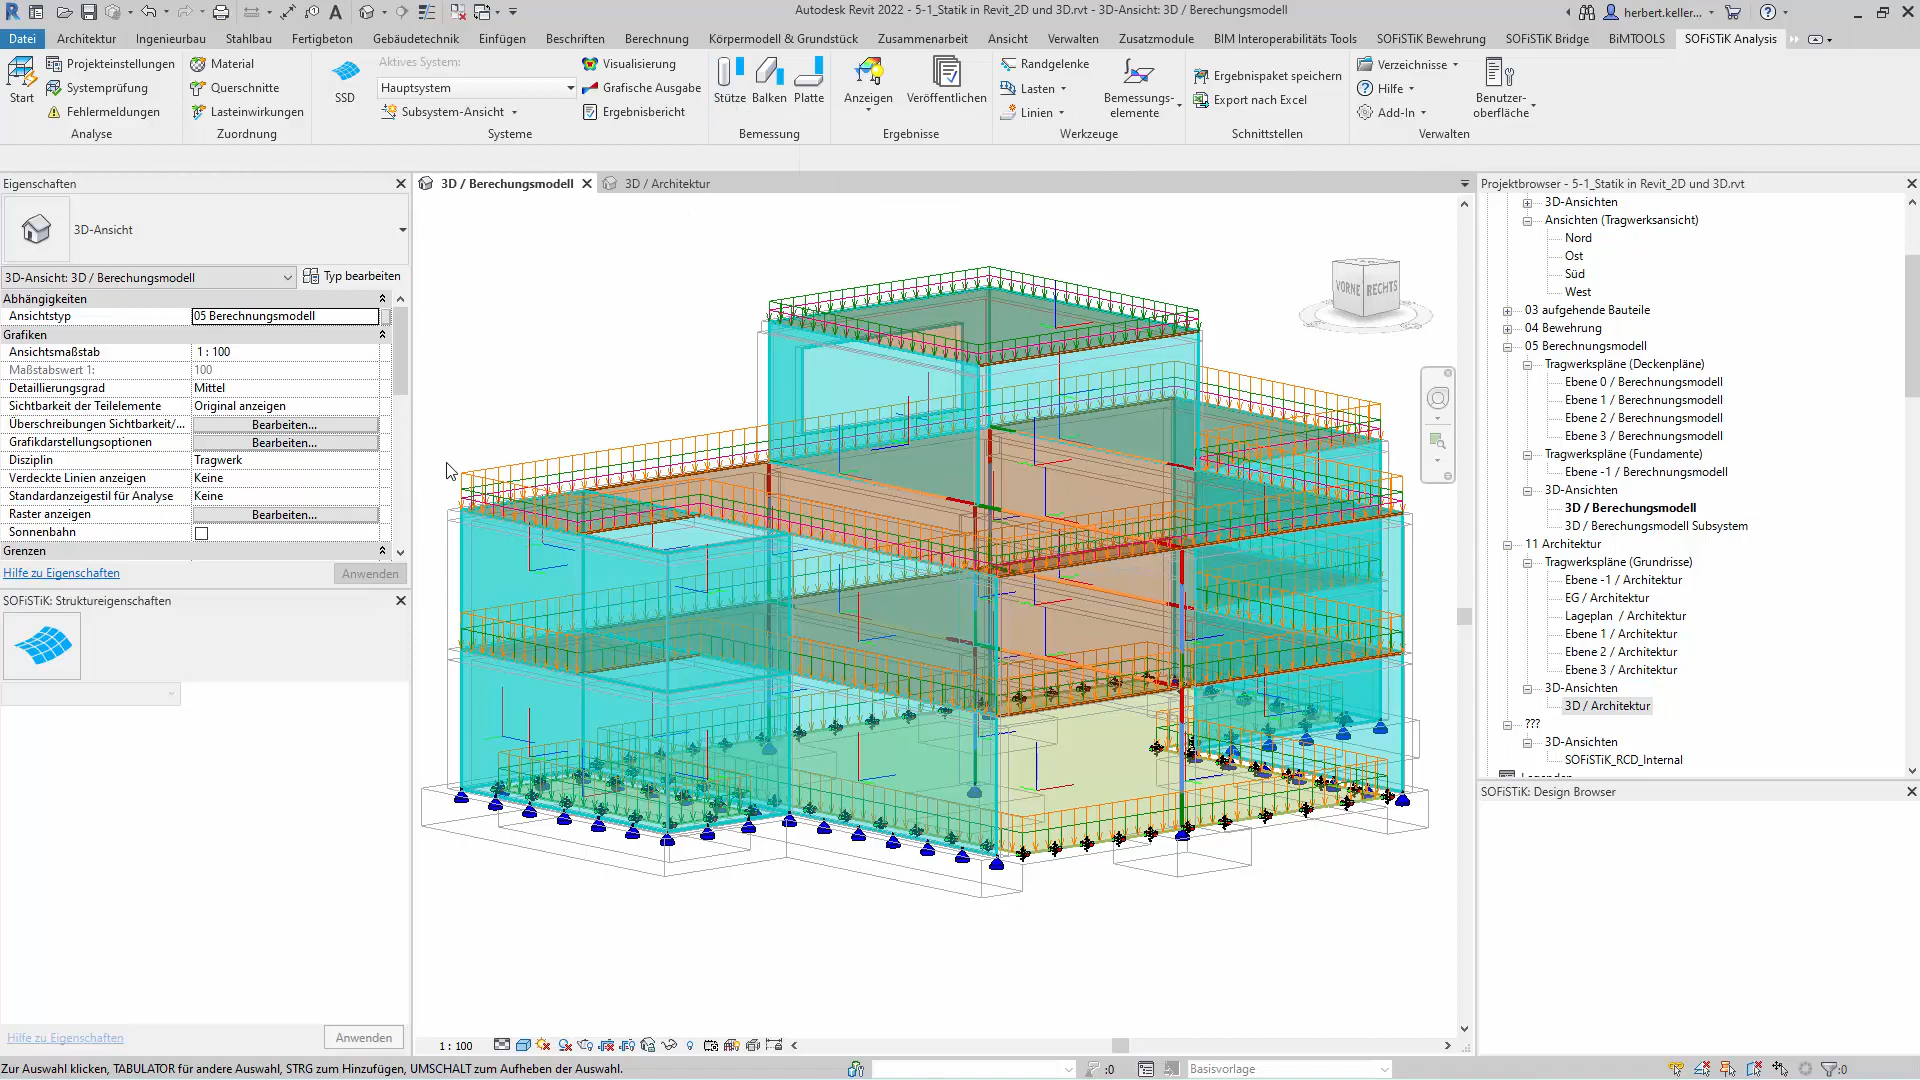 Autodesk Revit 2022 - 5-1_Statik in Revit_2D und 3D.rvt - 3D-Ansicht: 3D / Berechungsmodell
herbert.keller...
Datei Architektur Ingenieurbau Stahlbau Fertigbeton Gebäudetechnik Einfügen Beschriften Berechnung Körpermodell & Grundstück Zusammenarbeit Ansicht Verwalten Zusatzmodule BIM Interoperabilitäts Tools SOFiSTiK Bewehrung SOFiSTiK Bridge BiMTOOLS SOFiSTiK Analysis
Start
Projekteinstellungen
Systemprüfung
Fehlermeldungen
Analyse
Material
Querschnitte
Lasteinwirkungen
Zuordnung
SSD
Aktives System:
Hauptsystem
Subsystem-Ansicht
Visualisierung
Grafische Ausgabe
Ergebnisbericht
Systeme
Stütze Balken Platte
Bemessung
Anzeigen Veröffentlichen
Ergebnisse
Randgelenke
Lasten
Linien
Bemessungs-
elemente
Werkzeuge
Ergebnispaket speichern
Export nach Excel
Schnittstellen
Verzeichnisse
Hilfe
Add-In
Benutzer-
oberfläche
Verwalten
Eigenschaften
3D-Ansicht
3D-Ansicht: 3D / Berechungsmodell
Typ bearbeiten
Abhängigkeiten
Ansichtstyp 05 Berechnungsmodell
Grafiken
Ansichtsmaßstab 1 : 100
Maßstabswert 1: 100
Detaillierungsgrad Mittel
Sichtbarkeit der Teilelemente Original anzeigen
Überschreibungen Sichtbarkeit/... Bearbeiten...
Grafikdarstellungsoptionen Bearbeiten...
Disziplin Tragwerk
Verdeckte Linien anzeigen Keine
Standardanzeigestil für Analyse Keine
Raster anzeigen Bearbeiten...
Sonnenbahn
Grenzen
Hilfe zu Eigenschaften Anwenden
SOFiSTiK: Struktureigenschaften
Hilfe zu Eigenschaften Anwenden
3D / Berechungsmodell 3D / Architektur
VORNE RECHTS
1 : 100
Projektbrowser - 5-1_Statik in Revit_2D und 3D.rvt
3D-Ansichten
Ansichten (Tragwerksansicht)
Nord
Ost
Süd
West
03 aufgehende Bauteile
04 Bewehrung
05 Berechnungsmodell
Tragwerkspläne (Deckenpläne)
Ebene 0 / Berechnungsmodell
Ebene 1 / Berechnungsmodell
Ebene 2 / Berechnungsmodell
Ebene 3 / Berechnungsmodell
Tragwerkspläne (Fundamente)
Ebene -1 / Berechnungsmodell
3D-Ansichten
3D / Berechungsmodell
3D / Berechungsmodell Subsystem
11 Architektur
Tragwerkspläne (Grundrisse)
Ebene -1 / Architektur
EG / Architektur
Lageplan / Architektur
Ebene 1 / Architektur
Ebene 2 / Architektur
Ebene 3 / Architektur
3D-Ansichten
3D / Architektur
???
3D-Ansichten
SOFiSTiK_RCD_Internal
SOFiSTiK: Design Browser
Zur Auswahl klicken, TABULATOR für andere Auswahl, STRG zum Hinzufügen, UMSCHALT zum Aufheben der Auswahl.
:0
Basisvorlage
:0